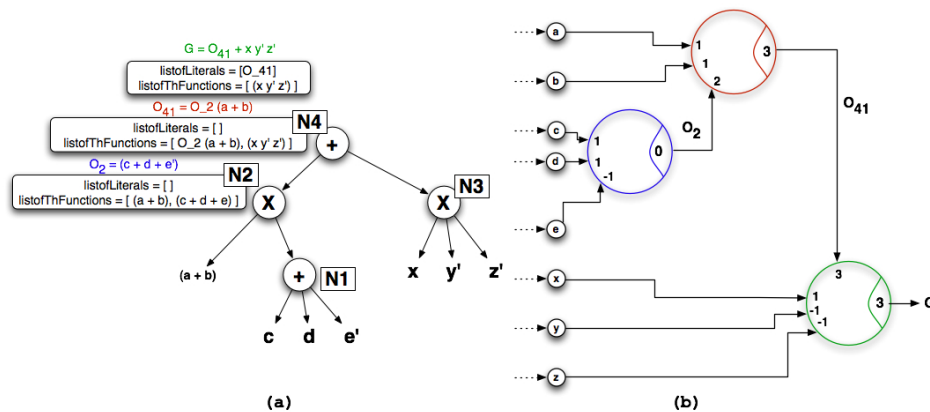 G = O41 + x y' z'
listofLiterals = [O_41]
listofThFunctions = [ (x y' z') ]
O41 = O_2 (a + b)
listofLiterals = [ ]
listofThFunctions = [ O_2 (a + b), (x y' z') ]
N4
+
O2 = (c + d + e')
listofLiterals = [ ]
listofThFunctions = [ (a + b), (c + d + e) ]
N2
X
N3
X
(a + b)
+
N1
x
y'
z'
c
d
e'
(a)
a
b
1
1
2
3
O41
c
d
e
1
1
-1
0
O2
x
y
z
3
1
-1
-1
3
(b)